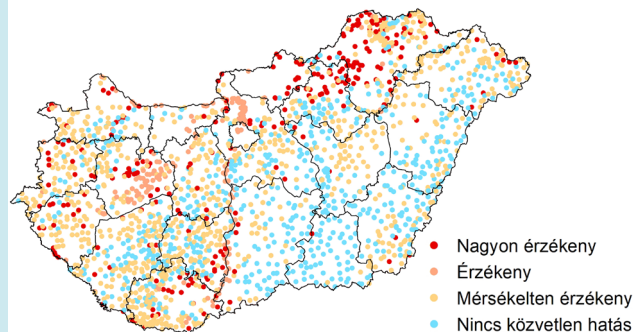 Nagyon érzékeny
Érzékeny
Mérsékelten érzékeny
Nincs közvetlen hatás